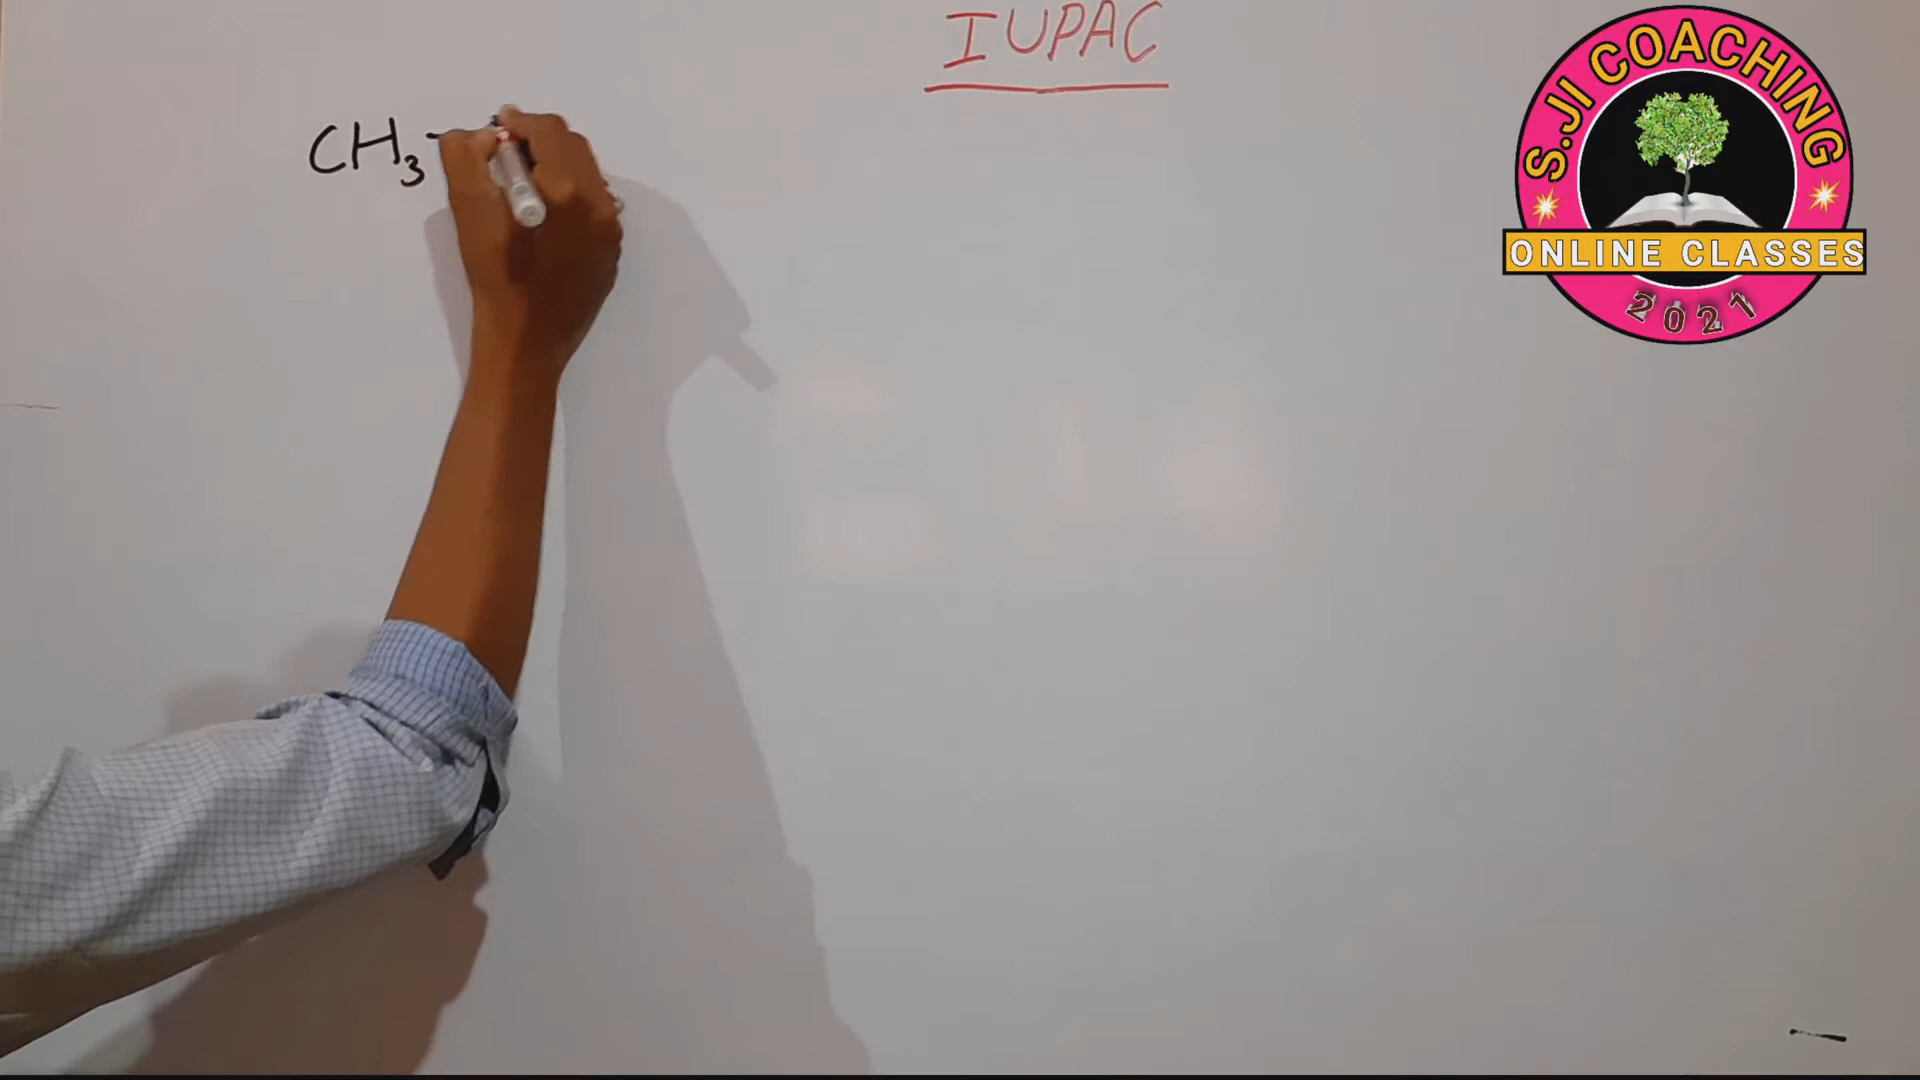 IUPAC
CH₃-
S.JI COACHING
ONLINE CLASSES
2021